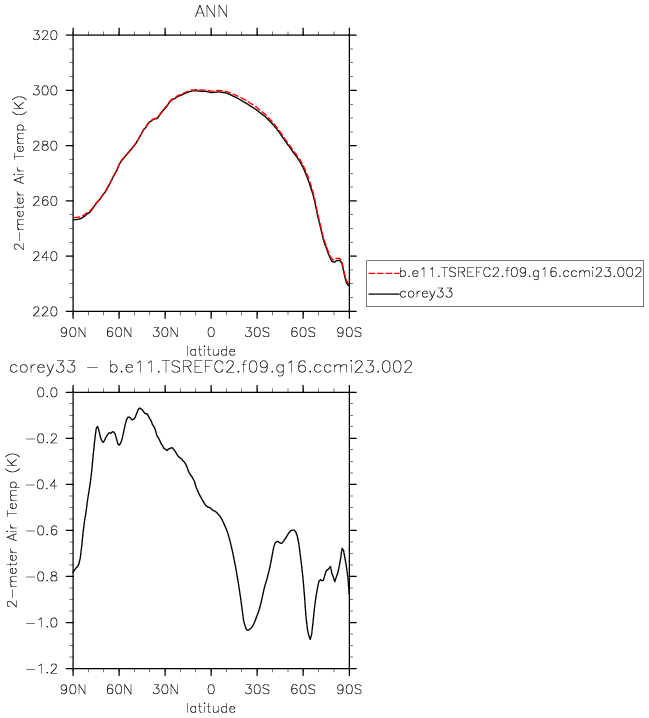 ANN
320
300
280
260
240
220
2-meter Air Temp (K)
90N 60N 30N 0 30S 60S 90S
latitude
b.e11.TSREFC2.f09.g16.ccmi23.002
corey33
corey33 - b.e11.TSREFC2.f09.g16.ccmi23.002
0.0
-0.2
-0.4
-0.6
-0.8
-1.0
-1.2
2-meter Air Temp (K)
90N 60N 30N 0 30S 60S 90S
latitude